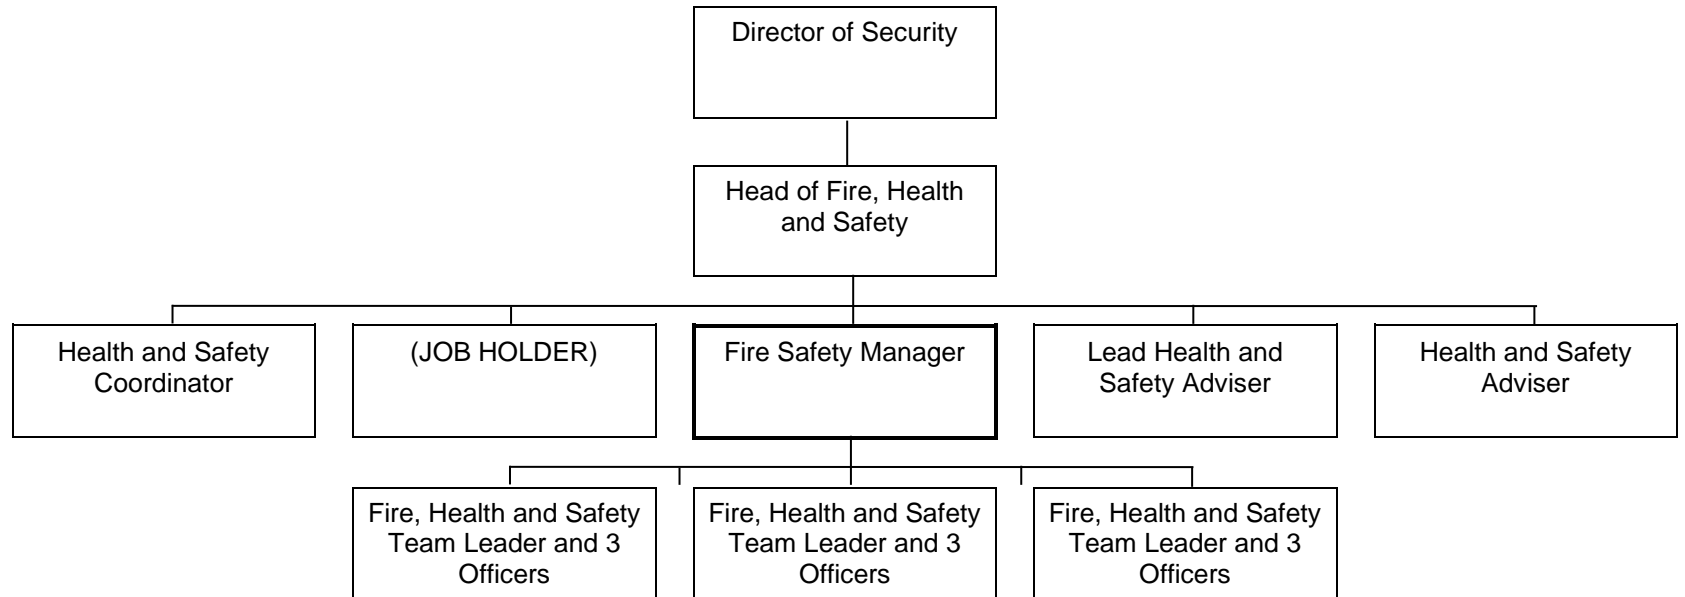 Director of Security
Head of Fire, Health
and Safety
Health and Safety
Coordinator
(JOB HOLDER)
Fire Safety Manager
Lead Health and
Safety Adviser
Health and Safety
Adviser
Fire, Health and Safety
Team Leader and 3
Officers
Fire, Health and Safety
Team Leader and 3
Officers
Fire, Health and Safety
Team Leader and 3
Officers